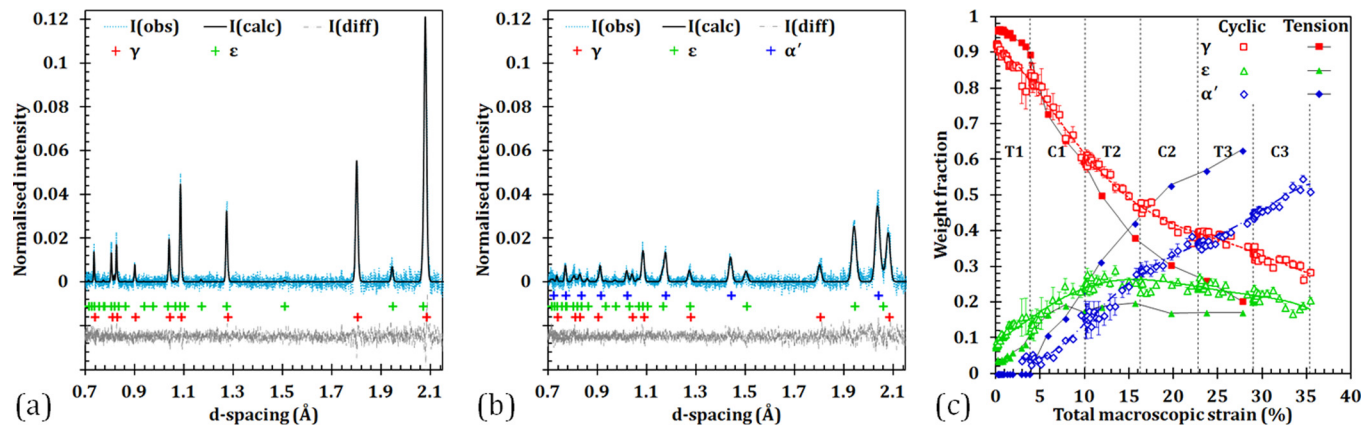 I(obs) I(calc) I(diff)
γ ε
0.12
0.1
0.08
0.06
0.04
0.02
0
Normalised intensity
0.7 0.9 1.1 1.3 1.5 1.7 1.9 2.1
d-spacing (Å)
(a)
I(obs) I(calc) I(diff)
γ ε α′
0.12
0.1
0.08
0.06
0.04
0.02
0
Normalised intensity
0.7 0.9 1.1 1.3 1.5 1.7 1.9 2.1
d-spacing (Å)
(b)
Cyclic Tension
γ
ε
α′
1
0.9
0.8
0.7
0.6
0.5
0.4
0.3
0.2
0.1
0
Weight fraction
T1 C1 T2 C2 T3 C3
0 5 10 15 20 25 30 35 40
Total macroscopic strain (%)
(c)